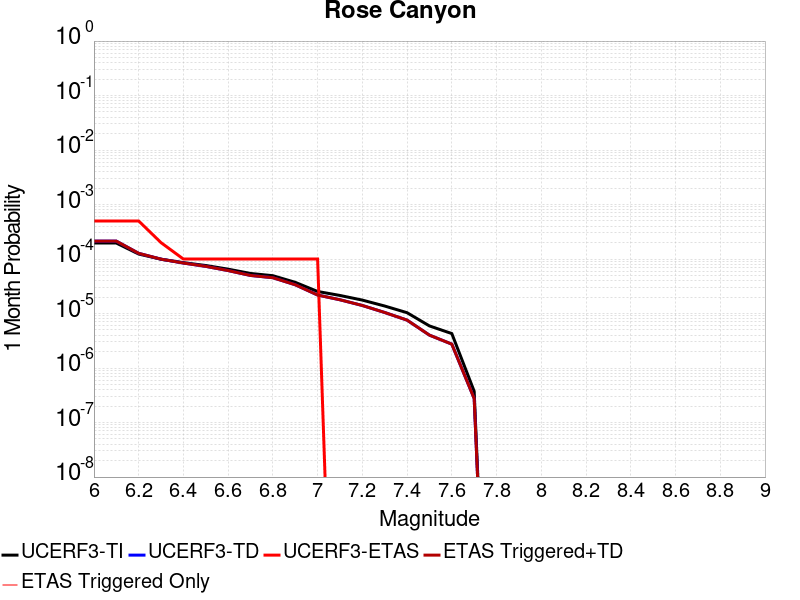 Rose Canyon
10^0
10^-1
10^-2
10^-3
10^-4
10^-5
10^-6
10^-7
10^-8
1 Month Probability
6 6.2 6.4 6.6 6.8 7 7.2 7.4 7.6 7.8 8 8.2 8.4 8.6 8.8 9
Magnitude
UCERF3-TI UCERF3-TD UCERF3-ETAS ETAS Triggered+TD
ETAS Triggered Only